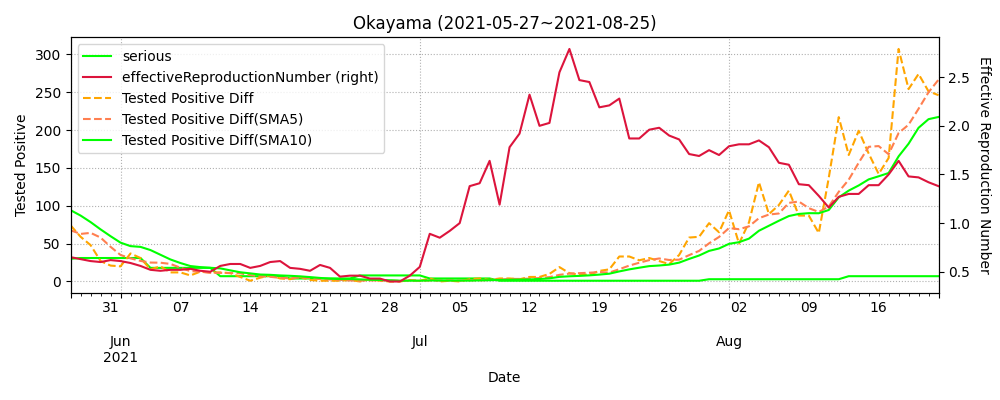 Okayama (2021-05-27~2021-08-25)
serious
effectiveReproductionNumber (right)
Tested Positive Diff
Tested Positive Diff(SMA5)
Tested Positive Diff(SMA10)
Tested Positive
300
250
200
150
100
50
0
2.5
2.0
1.5
1.0
0.5
Effective Reproduction Number
31 07 14 21 28 05 12 19 26 02 09 16
Jun Jul Aug
2021
Date